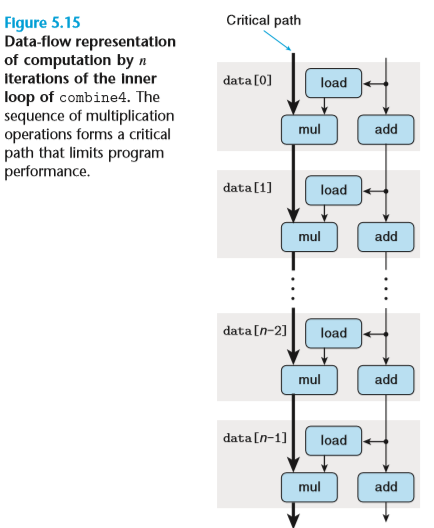 Figure 5.15
Data-flow representation
of computation by n
iterations of the inner
loop of combine4. The
sequence of multiplication
operations forms a critical
path that limits program
performance.
Critical path
data[0]
load
mul
add
data[1]
load
mul
add
data[n−2]
load
mul
add
data[n−1]
load
mul
add